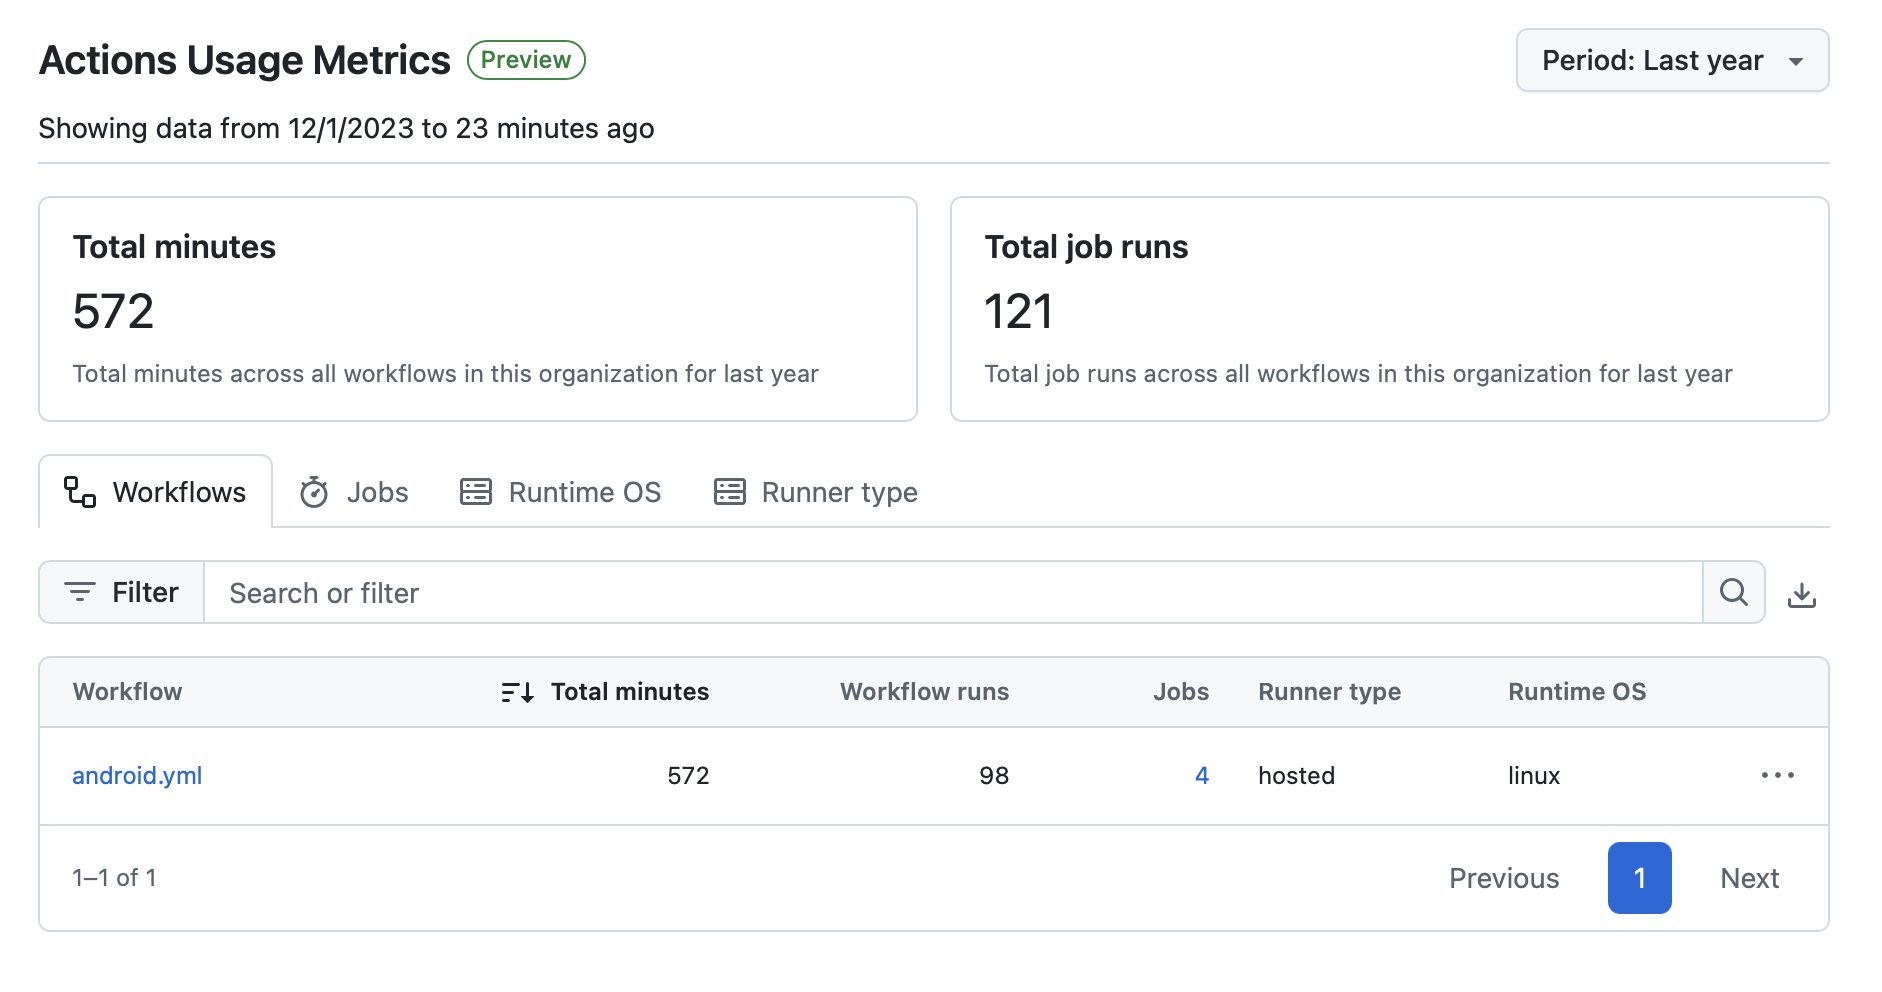 Actions Usage Metrics Preview
Period: Last year
Showing data from 12/1/2023 to 23 minutes ago
Total minutes
572
Total minutes across all workflows in this organization for last year
Total job runs
121
Total job runs across all workflows in this organization for last year
Workflows Jobs Runtime OS Runner type
Filter Search or filter
Workflow Total minutes Workflow runs Jobs Runner type Runtime OS
android.yml 572 98 4 hosted linux
1–1 of 1 Previous 1 Next